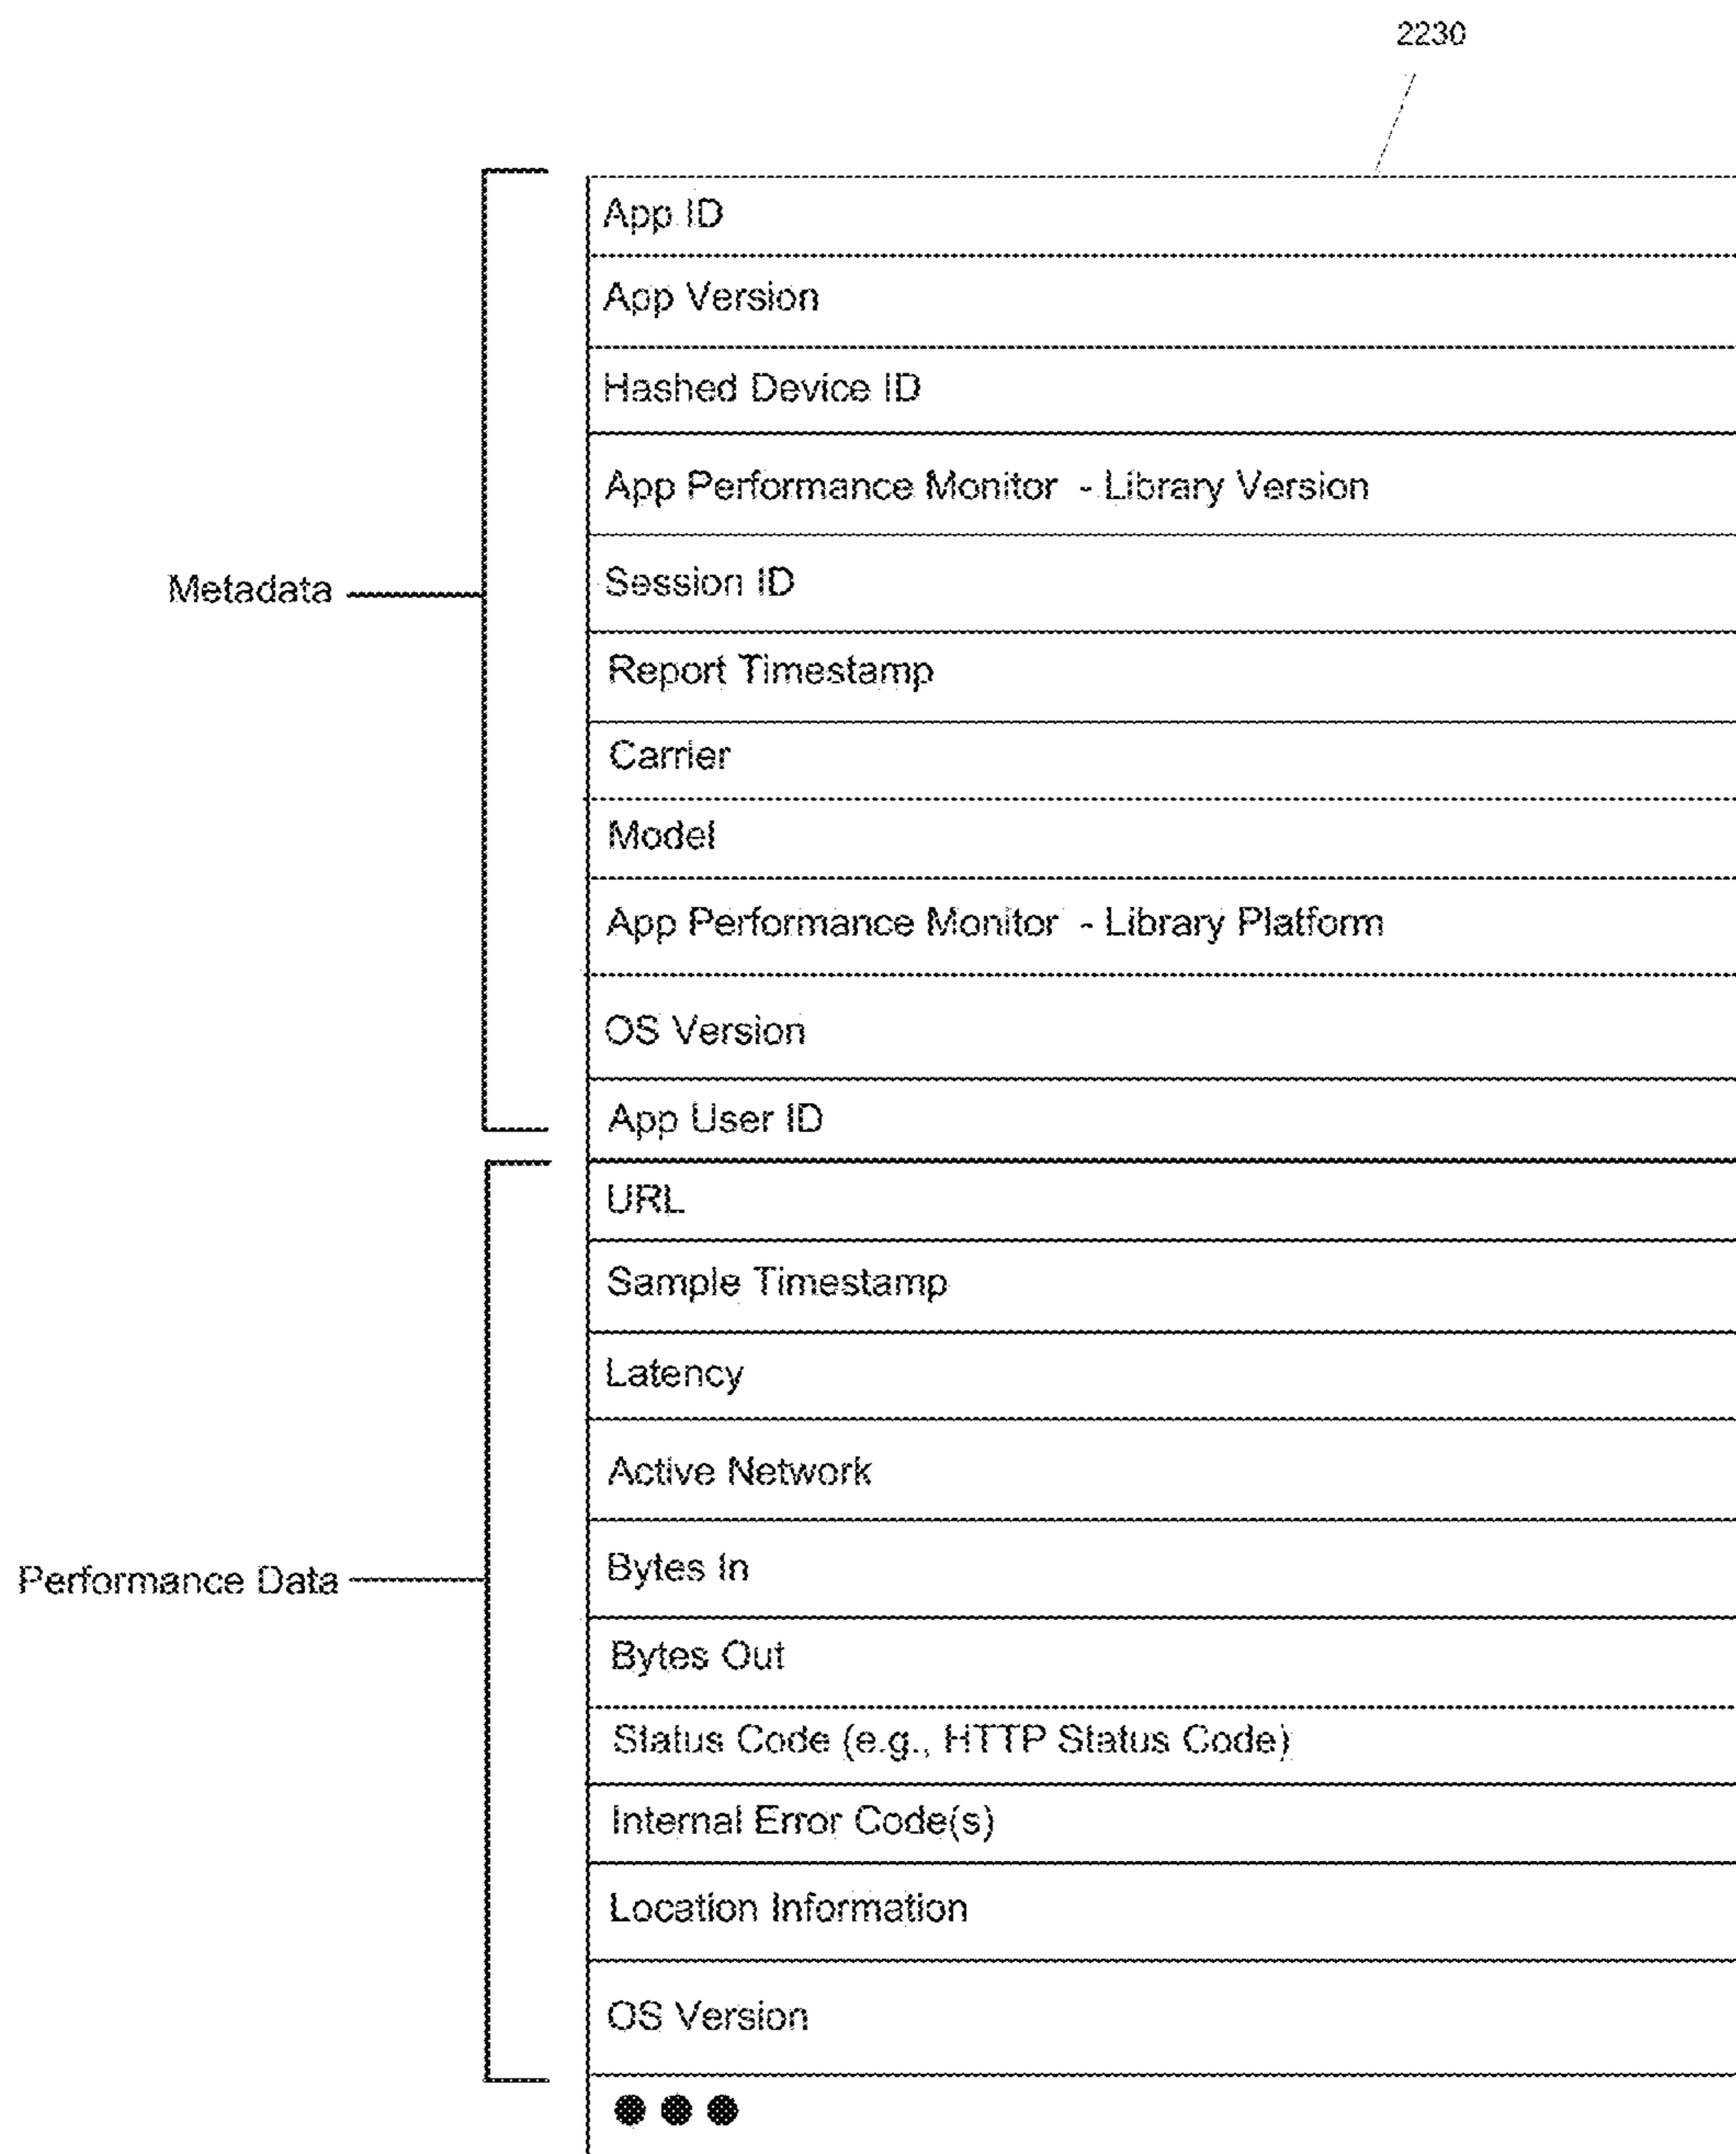 2230
App ID
App Version
Hashed Device ID
App Performance Monitor - Library Version
Session ID
Metadata
Report Timestamp
Carrier
Model
App Performance Monitor - Library Platform
OS Version
App User ID
URL
Sample Timestamp
Latency
Active Network
Bytes In
Performance Data
Bytes Out
Status Code (e.g., HTTP Status Code)
Internal Error Code(s)
Location Information
OS Version